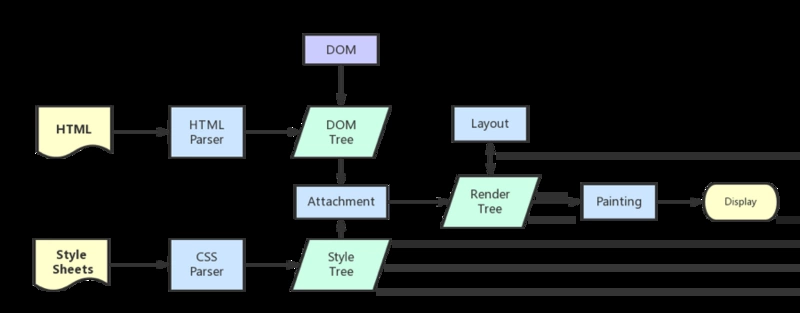 DOM
HTML
HTML
Parser
DOM
Tree
Layout
Attachment
Render
Tree
Painting
Display
Style
Sheets
CSS
Parser
Style
Tree